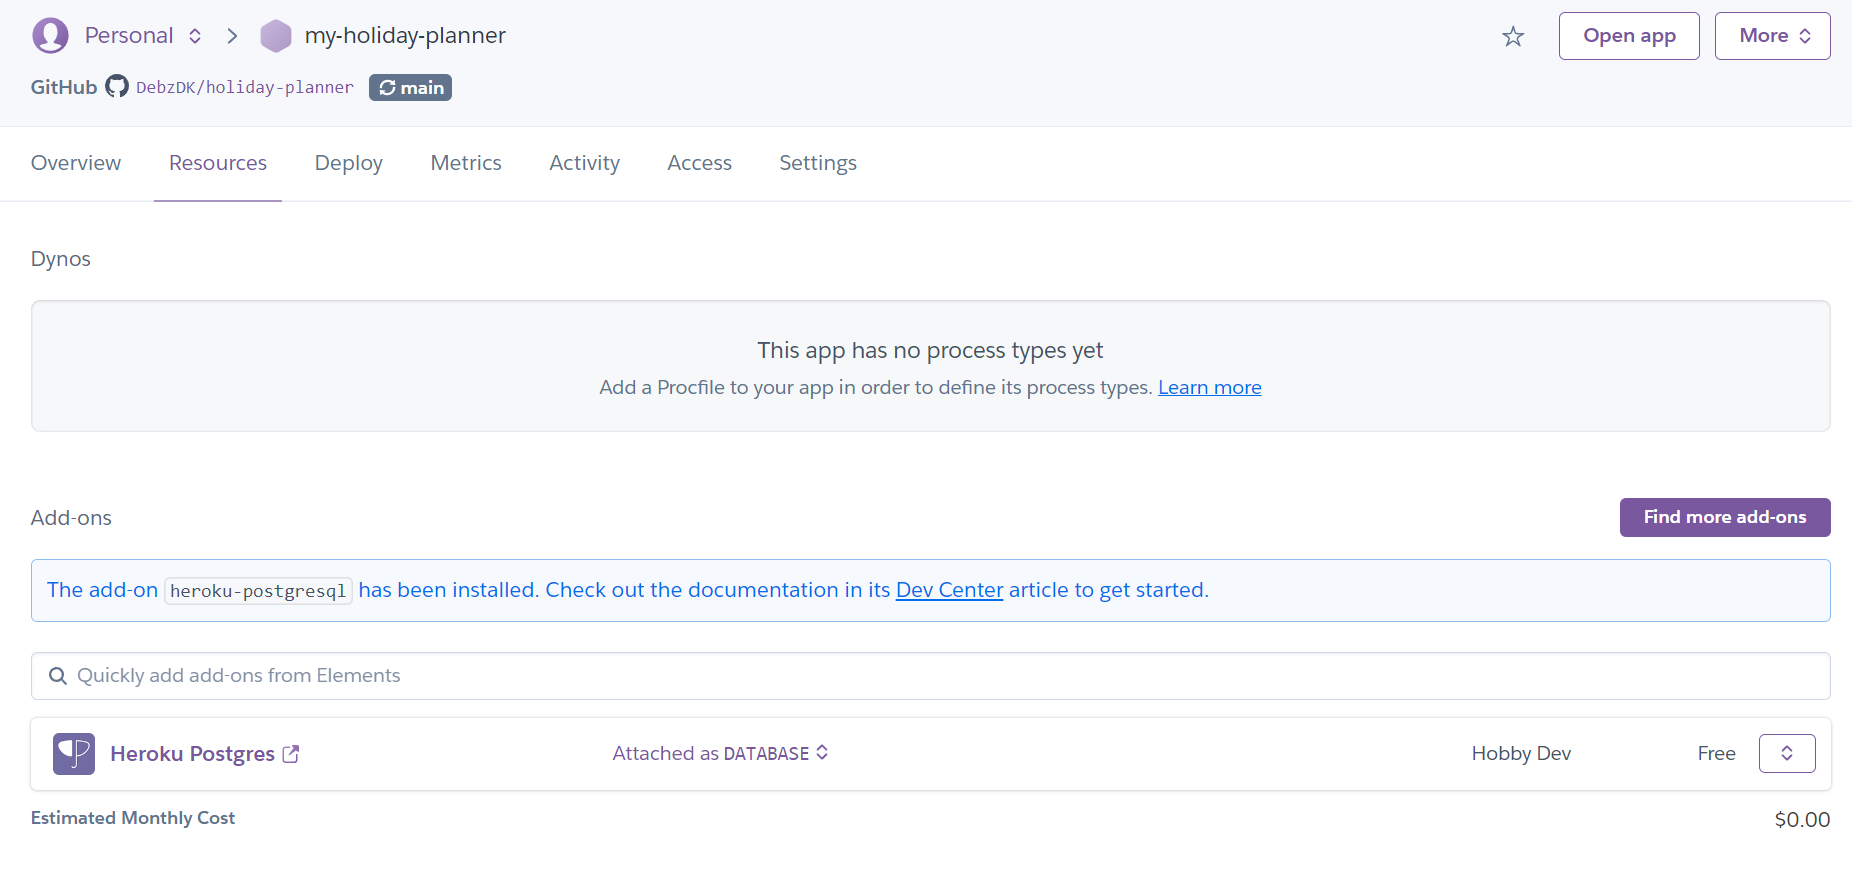 Personal my-holiday-planner Open app More
GitHub DebzDK/holiday-planner main
Overview Resources Deploy Metrics Activity Access Settings
Dynos
This app has no process types yet
Add a Procfile to your app in order to define its process types. Learn more
Add-ons Find more add-ons
The add-on heroku-postgresql has been installed. Check out the documentation in its Dev Center article to get started.
Quickly add add-ons from Elements
Heroku Postgres Attached as DATABASE Hobby Dev Free
Estimated Monthly Cost $0.00